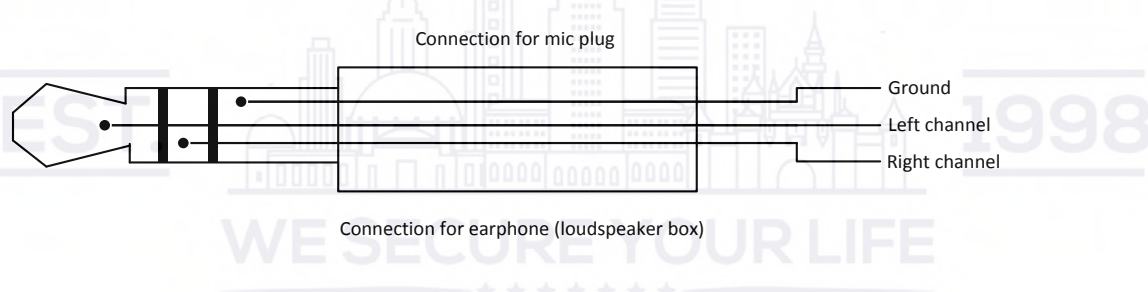 Connection for mic plug
Ground
EST.
1998
Left channel
Right channel
Connection for earphone (loudspeaker box)
WE SECURE YOUR LIFE